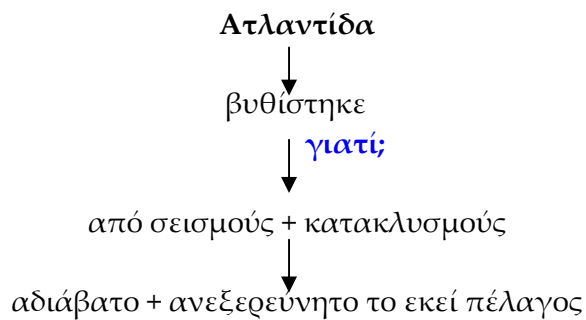 Ατλαντίδα
βυθίστηκε
γιατί;
από σεισμούς + κατακλυσμούς
αδιάβατο + ανεξερεύνητο το εκεί πέλαγος